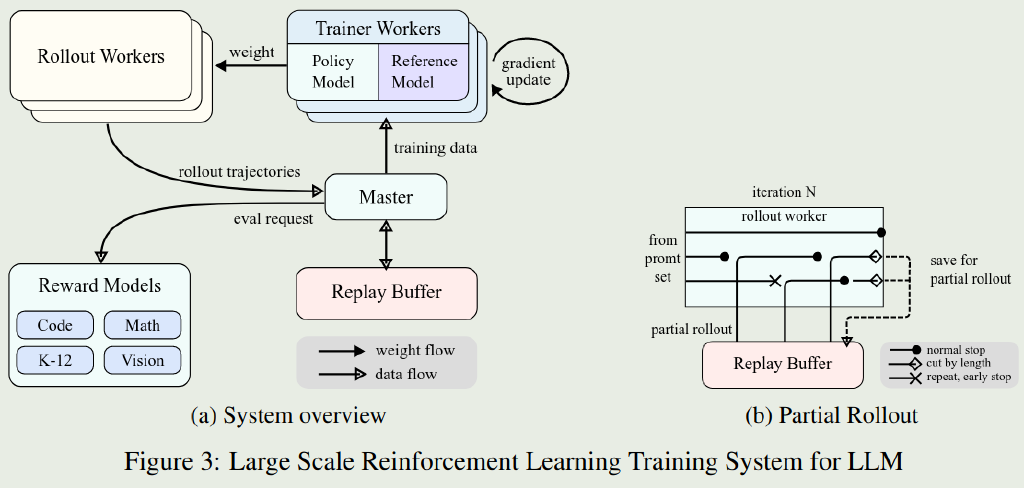 Rollout Workers
weight
Trainer Workers
Policy
Model
Reference
Model
gradient
update
training data
rollout trajectories
Master
eval request
Reward Models
Code
Math
K-12
Vision
Replay Buffer
weight flow
data flow
(a) System overview
iteration N
rollout worker
from
promt
set
save for
partial rollout
partial rollout
Replay Buffer
normal stop
cut by length
repeat, early stop
(b) Partial Rollout
Figure 3: Large Scale Reinforcement Learning Training System for LLM